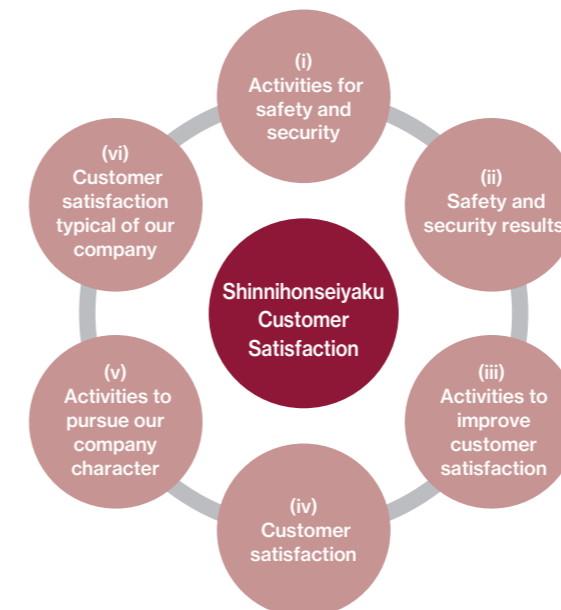 (i)
Activities for
safety and
security
(ii)
Safety and
security results
(iii)
Activities to
improve
customer
satisfaction
(iv)
Customer
satisfaction
(v)
Activities to
pursue our
company
character
(vi)
Customer
satisfaction
typical of our
company
Shinnihonseiyaku
Customer
Satisfaction